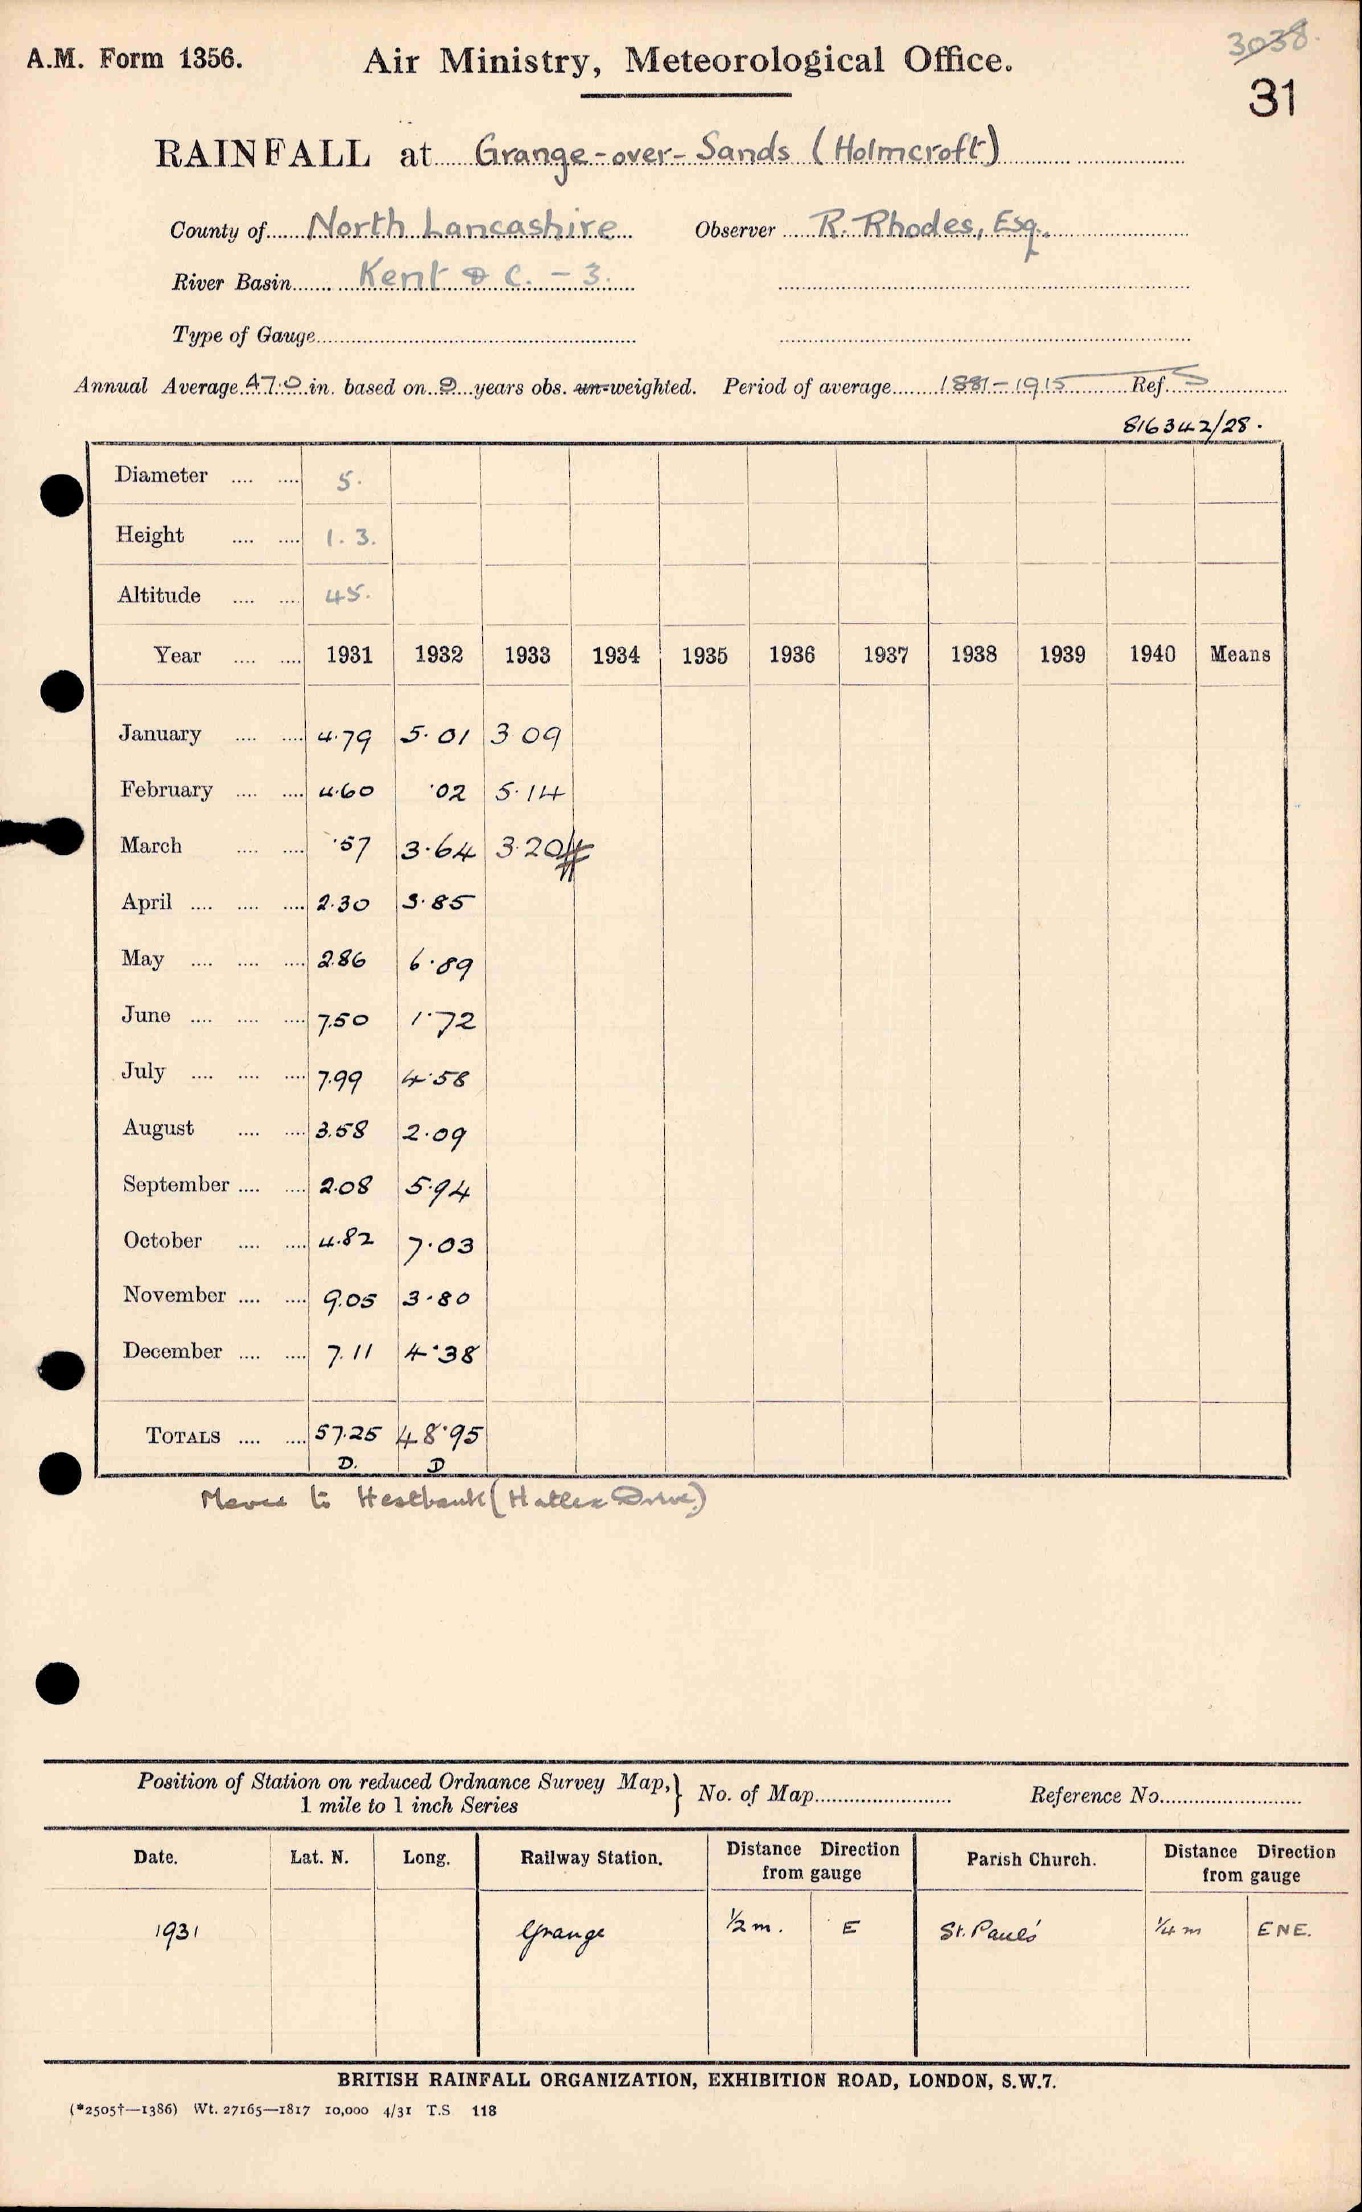 3038.
A.M. Form 1356. Air Ministry, Meteorological Office.
31
RAINFALL at Grange-over-Sands (Holmcroft)
County of North Lancashire Observer R. Rhodes, Esq.
River Basin Kent & C. - 3.
Type of Gauge
Annual Average 47.0 in. based on 9 years obs. un-weighted. Period of average 1881-1915 Ref. S
816342/28.
Diameter .... .... 5.
Height .... .... 1.3.
Altitude .... .... 45.
Year .... .... 1931 1932 1933 1934 1935 1936 1937 1938 1939 1940 Means
January .... .... 4.79 5.01 3 09
February .... .... 4.60 .02 5.14
March .... .... .57 3.64 3.20
April .... .... .... 2.30 3.85
May .... .... .... 2.86 6.89
June .... .... .... 7.50 1.72
July .... .... .... 7.99 4.58
August .... .... 3.58 2.09
September .... .... 2.08 5.94
October .... .... 4.82 7.03
November .... .... 9.05 3.80
December .... .... 7.11 4.38
TOTALS .... .... 57.25 48.95
D. D
to Hestbank (Hatlex Drive)
Position of Station on reduced Ordnance Survey Map, } No. of Map Reference No.
1 mile to 1 inch Series
Date. Lat. N. Long. Railway Station. Distance Direction from gauge Parish Church. Distance Direction from gauge
1931 Grange 1/2 m. E St. Paul's 1/4 m ENE.
BRITISH RAINFALL ORGANIZATION, EXHIBITION ROAD, LONDON, S.W.7.
(*2505†—1386) Wt. 27165—1817 10,000 4/31 T.S 118